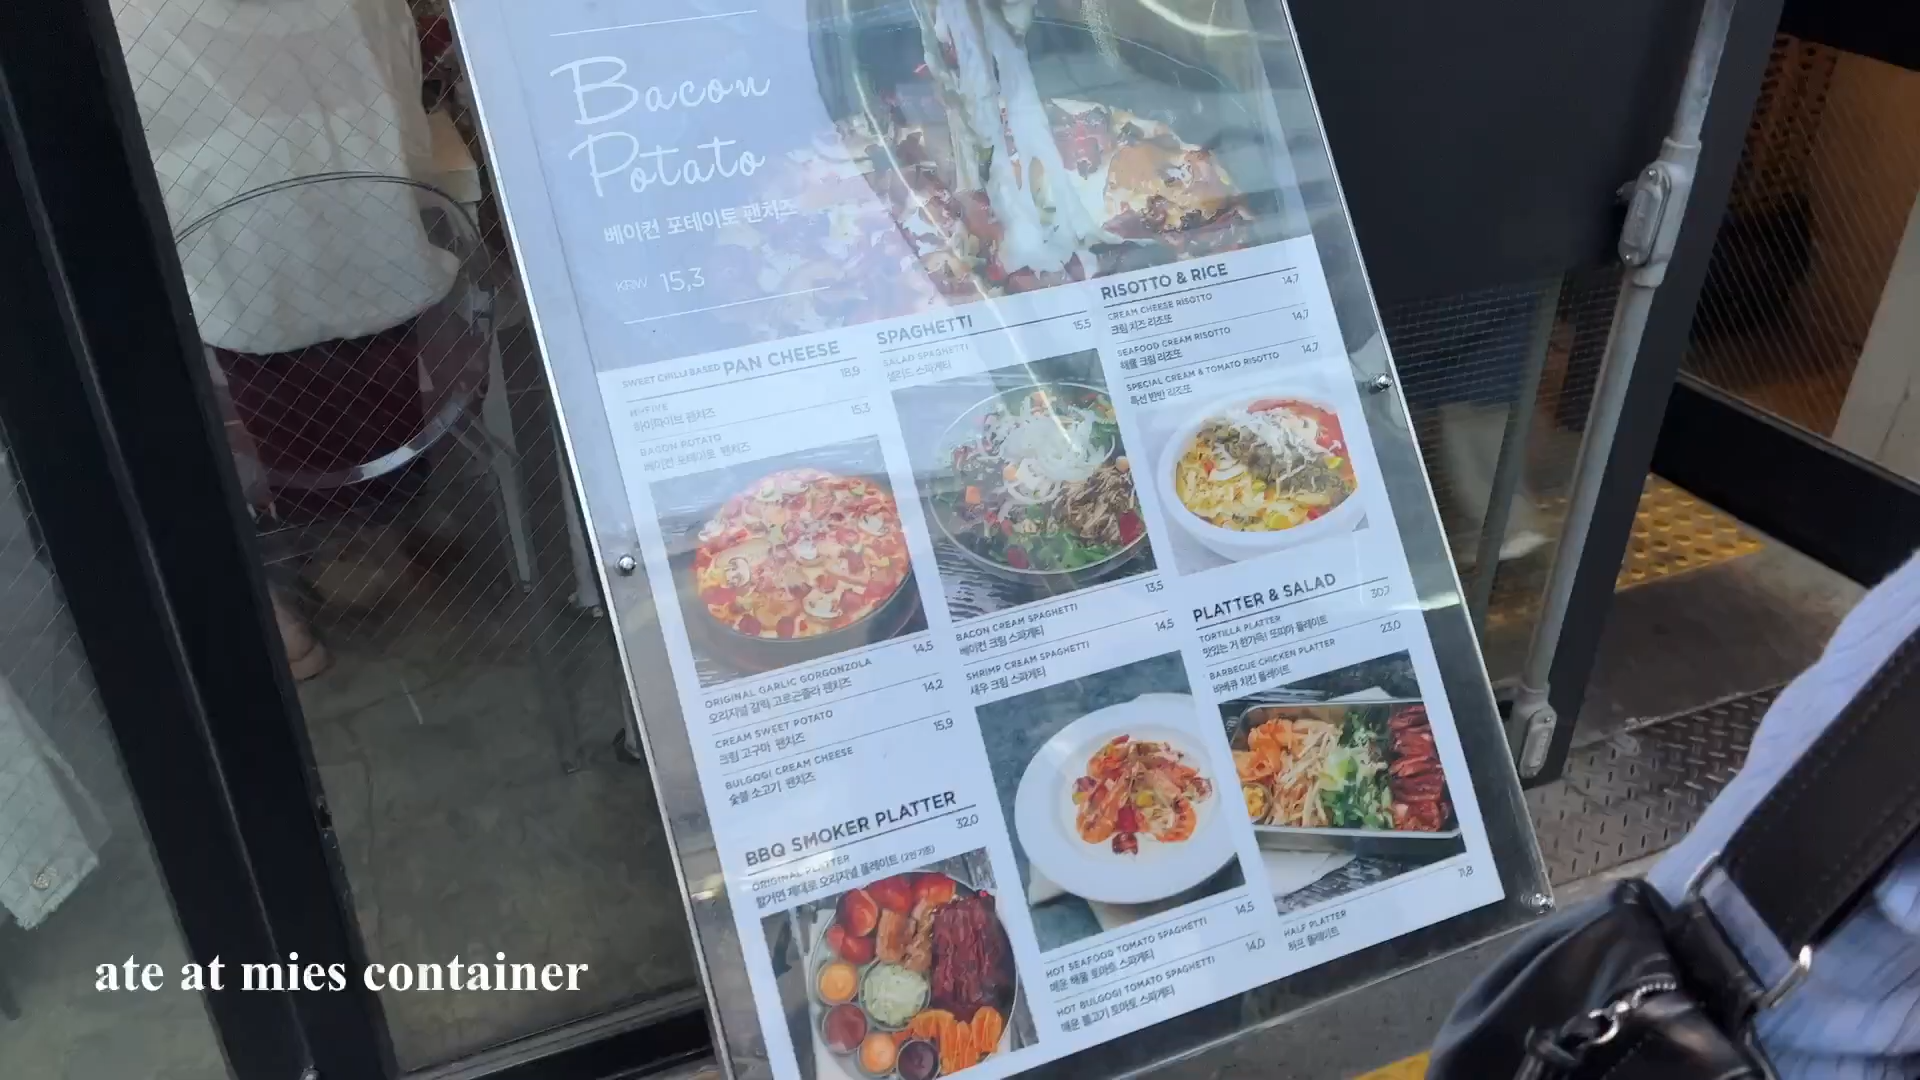 Bacon
Potato
베이컨 포테이토 팬치즈
KRW 15,3
SWEET CHILLI BASED PAN CHEESE
18,9
HI-FIVE
하이파이브 팬치즈
15,3
BACON POTATO
베이컨 포테이토 팬치즈
14,5
ORIGINAL GARLIC GORGONZOLA
오리지널 갈릭 고르곤졸라 팬치즈
14,2
CREAM SWEET POTATO
크림 고구마 팬치즈
15,9
BULGOGI CREAM CHEESE
숯불 소고기 팬치즈
BBQ SMOKER PLATTER
32,0
ORIGINAL PLATTER
할거면 제대로 오리지널 플레이트 (2인 기준)
SPAGHETTI
15,5
SALAD SPAGHETTI
샐러드 스파게티
13,5
BACON CREAM SPAGHETTI
베이컨 크림 스파게티
14,5
SHRIMP CREAM SPAGHETTI
새우 크림 스파게티
14,5
HOT SEAFOOD TOMATO SPAGHETTI
매운 해물 토마토 스파게티
14,0
HOT BULGOGI TOMATO SPAGHETTI
매운 불고기 토마토 스파게티
RISOTTO & RICE
14,7
CREAM CHEESE RISOTTO
크림 치즈 리조또
14,7
SEAFOOD CREAM RISOTTO
해물 크림 리조또
14,7
SPECIAL CREAM & TOMATO RISOTTO
특선 반반 리조또
PLATTER & SALAD
30,7
TORTILLA PLATTER
맛있는 거 한가득! 또띠아 플레이트
23,0
BARBECUE CHICKEN PLATTER
바베큐 치킨 플레이트
11,8
HALF PLATTER
하프 플레이트
ate at mies container